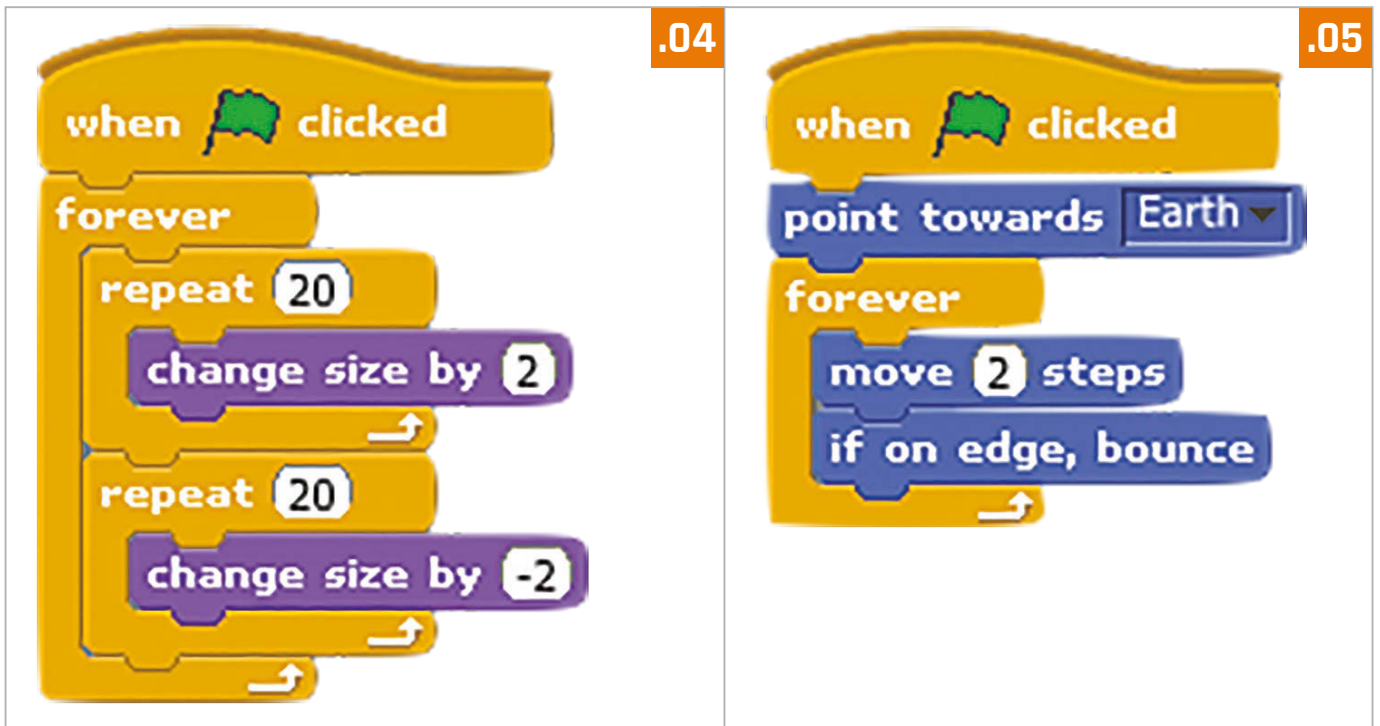 .04
when clicked
forever
repeat 20
change size by 2
repeat 20
change size by -2
.05
when clicked
point towards Earth
forever
move 2 steps
if on edge, bounce